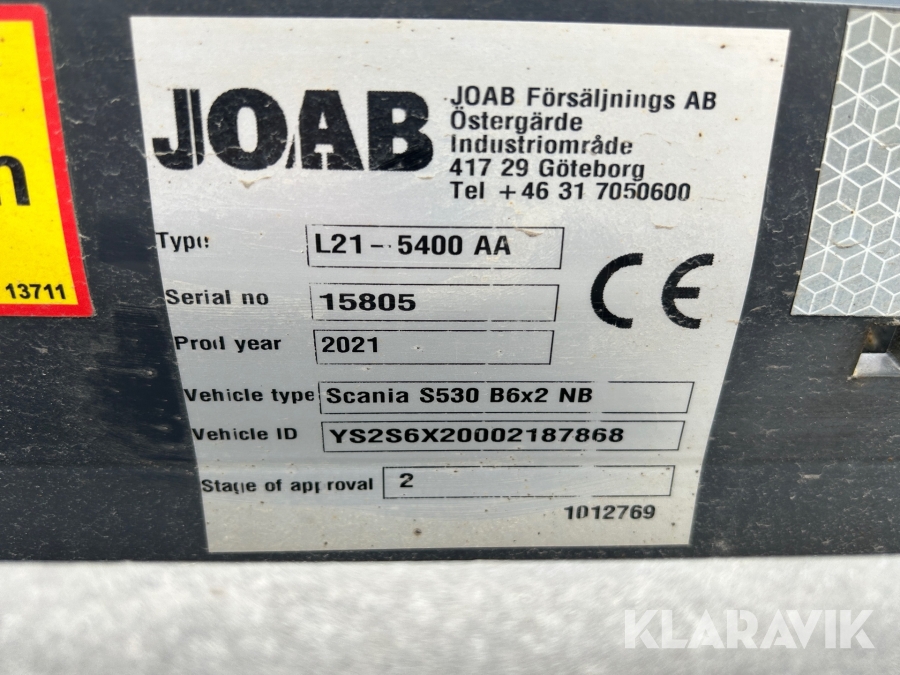 JOAB
JOAB Försäljnings AB
Östergärde
Industriområde
417 29 Göteborg
Tel +46 31 7050600
Type L21-5400 AA
CE
Serial no 15805
13711
Prod year 2021
Vehicle type Scania S530 B6x2 NB
Vehicle ID YS2S6X20002187868
Stage of approval 2
1012769
KLARAVIK